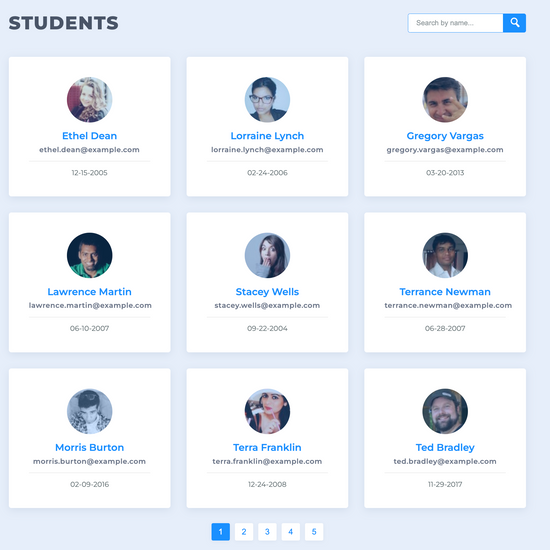 STUDENTS
Search by name...
Ethel Dean
ethel.dean@example.com
12-15-2005
Lorraine Lynch
lorraine.lynch@example.com
02-24-2006
Gregory Vargas
gregory.vargas@example.com
03-20-2013
Lawrence Martin
lawrence.martin@example.com
06-10-2007
Stacey Wells
stacey.wells@example.com
09-22-2004
Terrance Newman
terrance.newman@example.com
06-28-2007
Morris Burton
morris.burton@example.com
02-09-2016
Terra Franklin
terra.franklin@example.com
12-24-2008
Ted Bradley
ted.bradley@example.com
11-29-2017
1 2 3 4 5